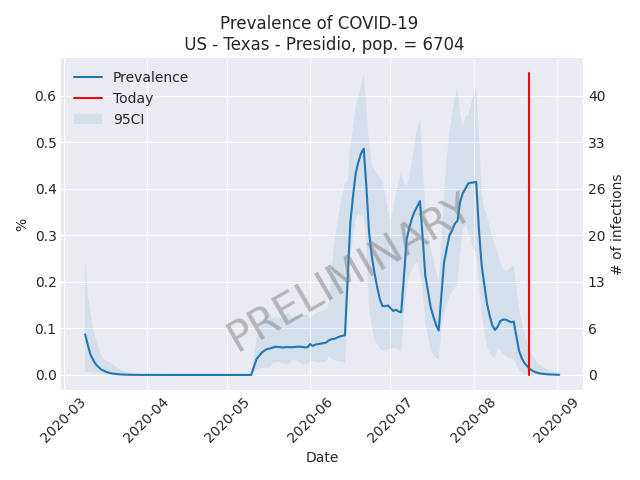 Prevalence of COVID-19
US - Texas - Presidio, pop. = 6704
Prevalence
Today
95CI
PRELIMINARY
%
0.6
0.5
0.4
0.3
0.2
0.1
0.0
40
33
26
20
13
6
0
# of infections
2020-03
2020-04
2020-05
2020-06
2020-07
2020-08
2020-09
Date